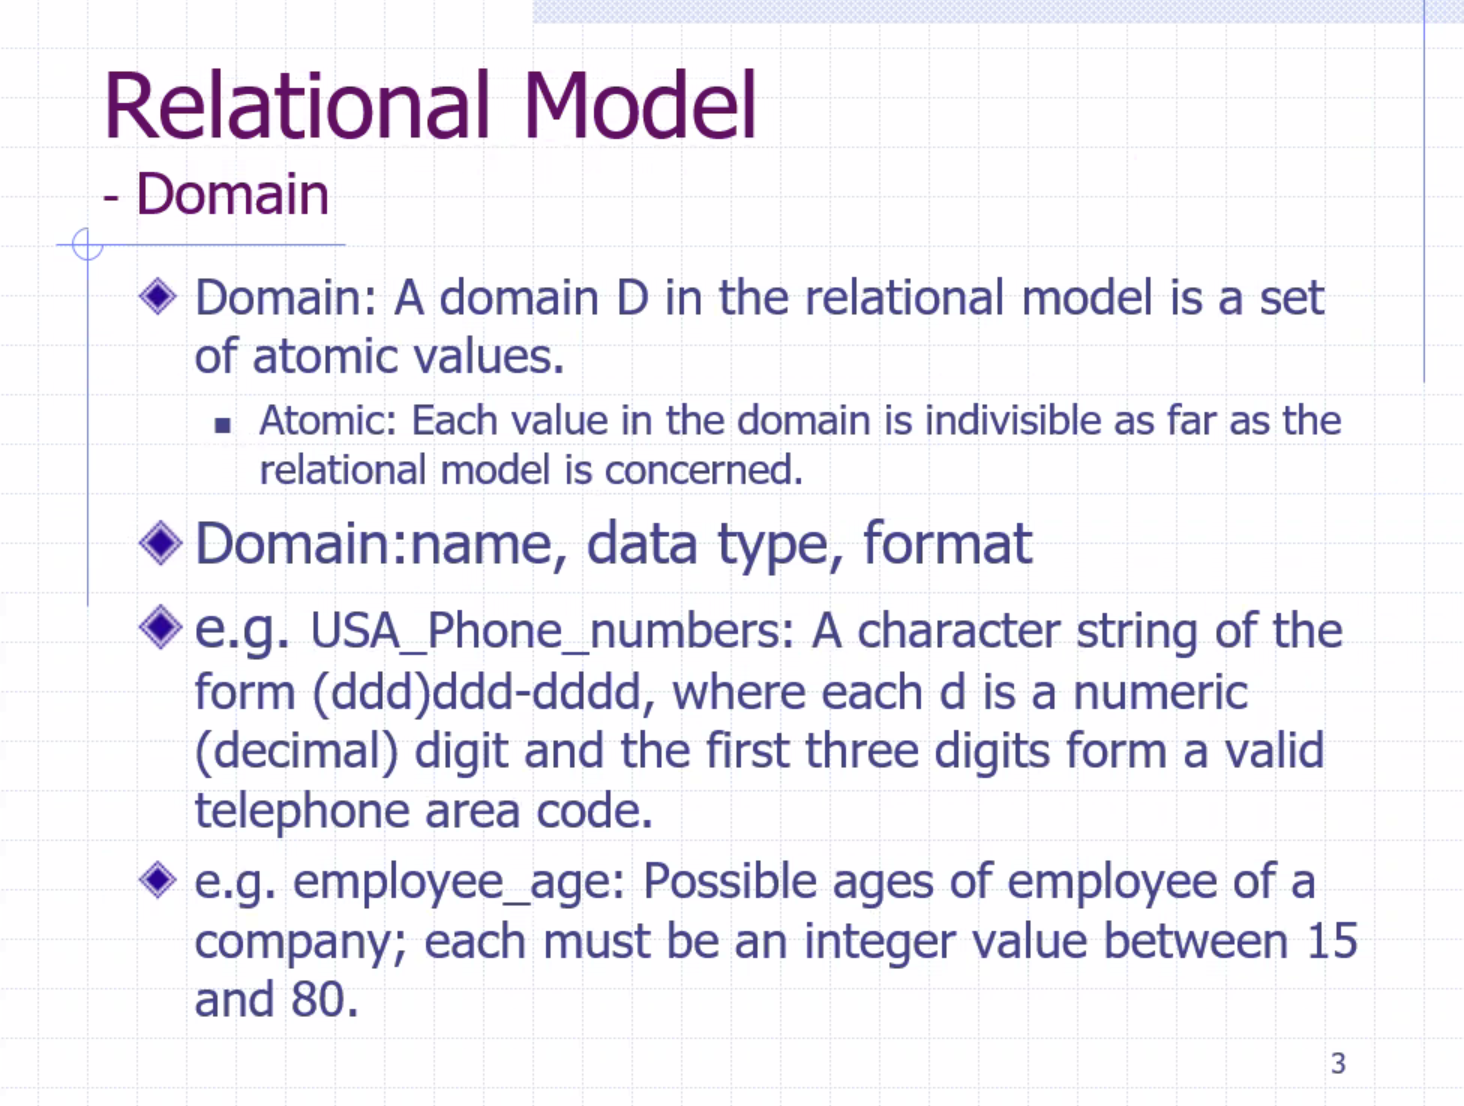 Relational Model
- Domain
Domain: A domain D in the relational model is a set
of atomic values.
Atomic: Each value in the domain is indivisible as far as the
relational model is concerned.
Domain:name, data type, format
e.g. USA_Phone_numbers: A character string of the
form (ddd)ddd-dddd, where each d is a numeric
(decimal) digit and the first three digits form a valid
telephone area code.
e.g. employee_age: Possible ages of employee of a
company; each must be an integer value between 15
and 80.
3